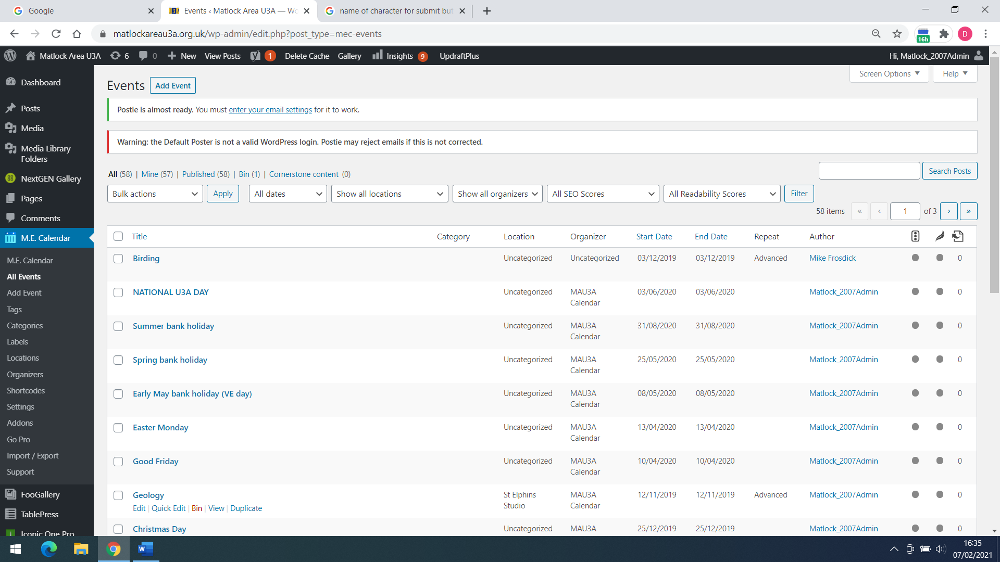 Google
Events ‹ Matlock Area U3A — Wo
name of character for submit but
matlockareau3a.org.uk/wp-admin/edit.php?post_type=mec-events
16h
D
Matlock Area U3A 6 0 New View Posts 1 Delete Cache Gallery Insights 9 UpdraftPlus Hi, Matlock_2007Admin
Screen Options Help
Dashboard
Posts
Media
Media Library
Folders
NextGEN Gallery
Pages
Comments
M.E. Calendar
M.E. Calendar
All Events
Add Event
Tags
Categories
Labels
Locations
Organizers
Shortcodes
Settings
Addons
Go Pro
Import / Export
Support
FooGallery
TablePress
Iconic One Pro
Events Add Event
Postie is almost ready. You must enter your email settings for it to work.
Warning: the Default Poster is not a valid WordPress login. Postie may reject emails if this is not corrected.
All (58) | Mine (57) | Published (58) | Bin (1) | Cornerstone content (0)
Search Posts
Bulk actions Apply All dates Show all locations Show all organizers All SEO Scores All Readability Scores Filter
58 items « ‹ 1 of 3 › »
Title Category Location Organizer Start Date End Date Repeat Author
Birding Uncategorized Uncategorized 03/12/2019 03/12/2019 Advanced Mike Frosdick 0
NATIONAL U3A DAY Uncategorized MAU3A 03/06/2020 03/06/2020 Matlock_2007Admin 0
Calendar
Summer bank holiday Uncategorized MAU3A 31/08/2020 31/08/2020 Matlock_2007Admin 0
Calendar
Spring bank holiday Uncategorized MAU3A 25/05/2020 25/05/2020 Matlock_2007Admin 0
Calendar
Early May bank holiday (VE day) Uncategorized MAU3A 08/05/2020 08/05/2020 Matlock_2007Admin 0
Calendar
Easter Monday Uncategorized MAU3A 13/04/2020 13/04/2020 Matlock_2007Admin 0
Calendar
Good Friday Uncategorized MAU3A 10/04/2020 10/04/2020 Matlock_2007Admin 0
Calendar
Geology St Elphins MAU3A 12/11/2019 12/11/2019 Advanced Matlock_2007Admin 0
Studio Calendar
Edit | Quick Edit | Bin | View | Duplicate
Christmas Day Uncategorized MAU3A 25/12/2019 25/12/2019 Matlock_2007Admin 0
16:35
07/02/2021